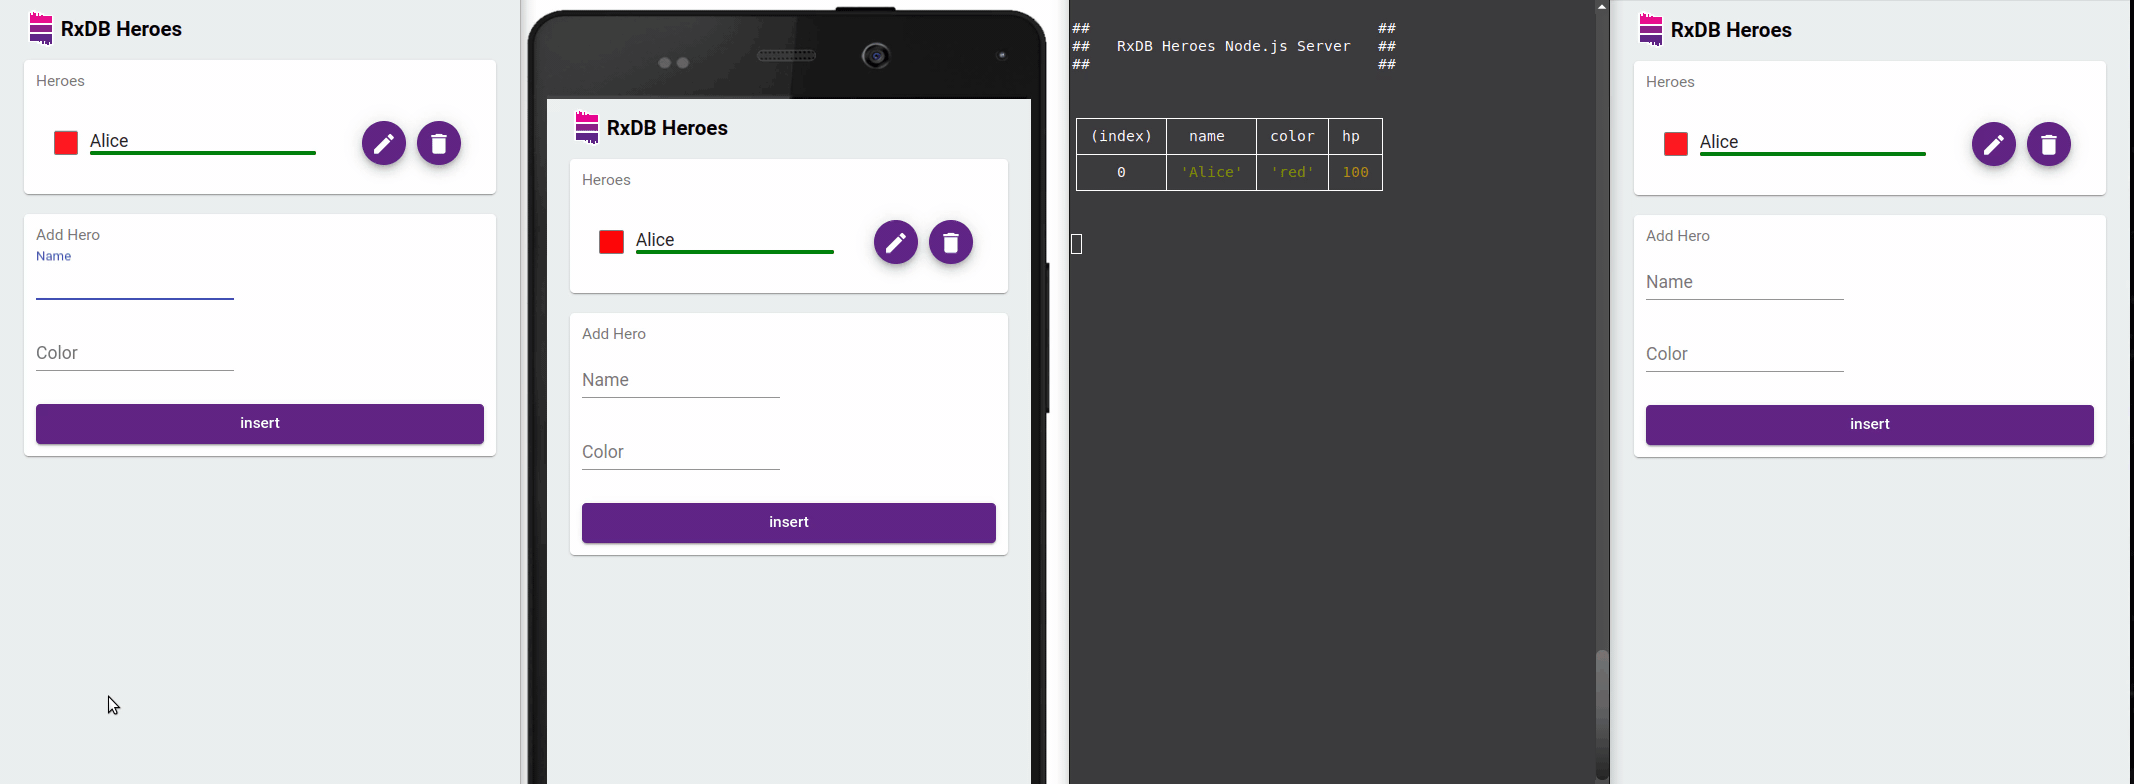 RxDB Heroes
Heroes
Alice
Add Hero
Name
Color
insert
RxDB Heroes
Heroes
Alice
Add Hero
Name
Color
insert
## ##
## RxDB Heroes Node.js Server ##
## ##
(index) name color hp
0 'Alice' 'red' 100
RxDB Heroes
Heroes
Alice
Add Hero
Name
Color
insert